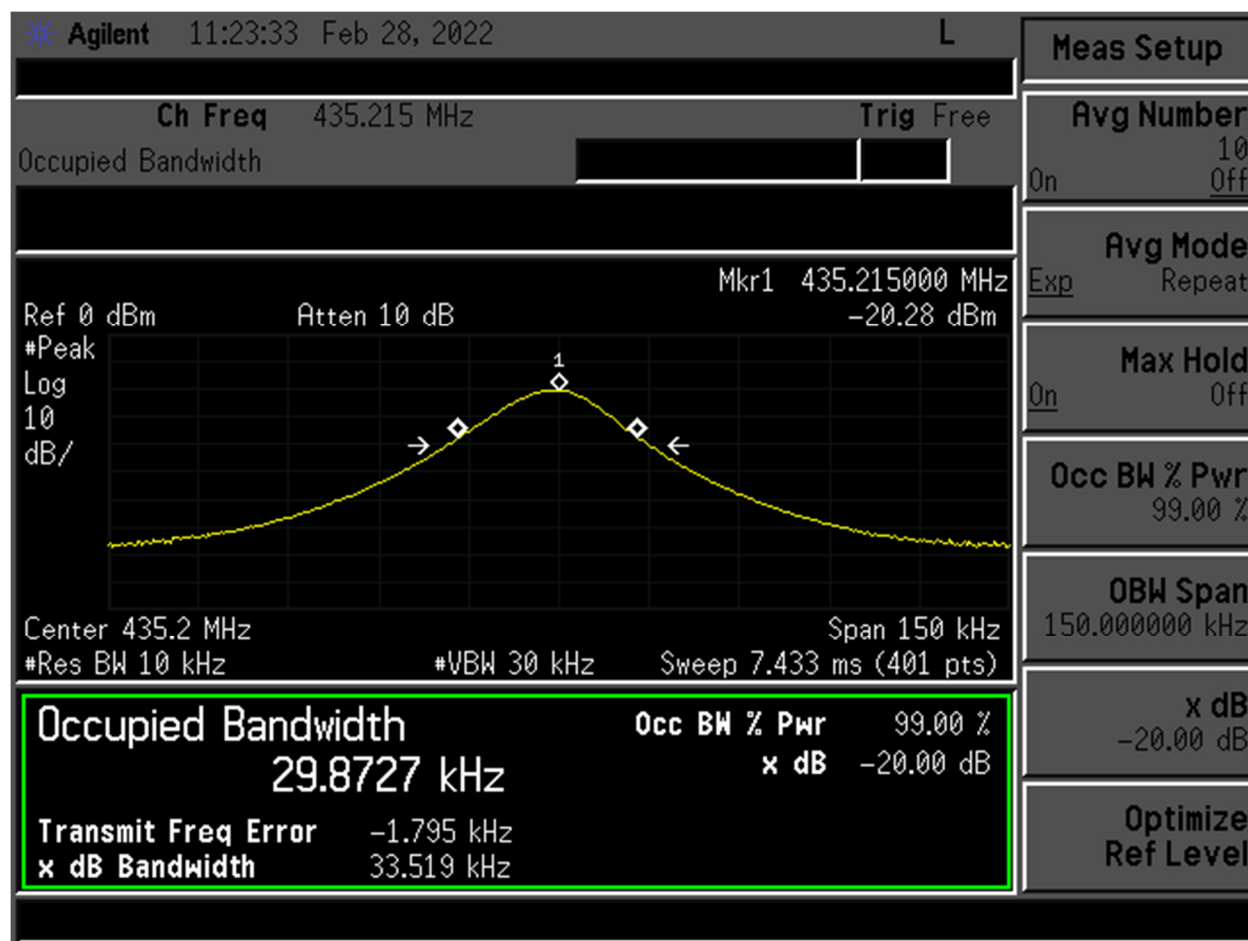 Agilent 11:23:33 Feb 28, 2022 L
Meas Setup
Ch Freq 435.215 MHz Trig Free
Occupied Bandwidth
Avg Number
10
On Off
Avg Mode
Exp Repeat
Max Hold
On Off
Occ BW % Pwr
99.00 %
OBW Span
150.000000 kHz
x dB
-20.00 dB
Optimize
Ref Level
Mkr1 435.215000 MHz
Ref 0 dBm Atten 10 dB -20.28 dBm
#Peak
Log
10
dB/
1
Center 435.2 MHz Span 150 kHz
#Res BW 10 kHz #VBW 30 kHz Sweep 7.433 ms (401 pts)
Occupied Bandwidth
29.8727 kHz
Occ BW % Pwr 99.00 %
x dB -20.00 dB
Transmit Freq Error -1.795 kHz
x dB Bandwidth 33.519 kHz